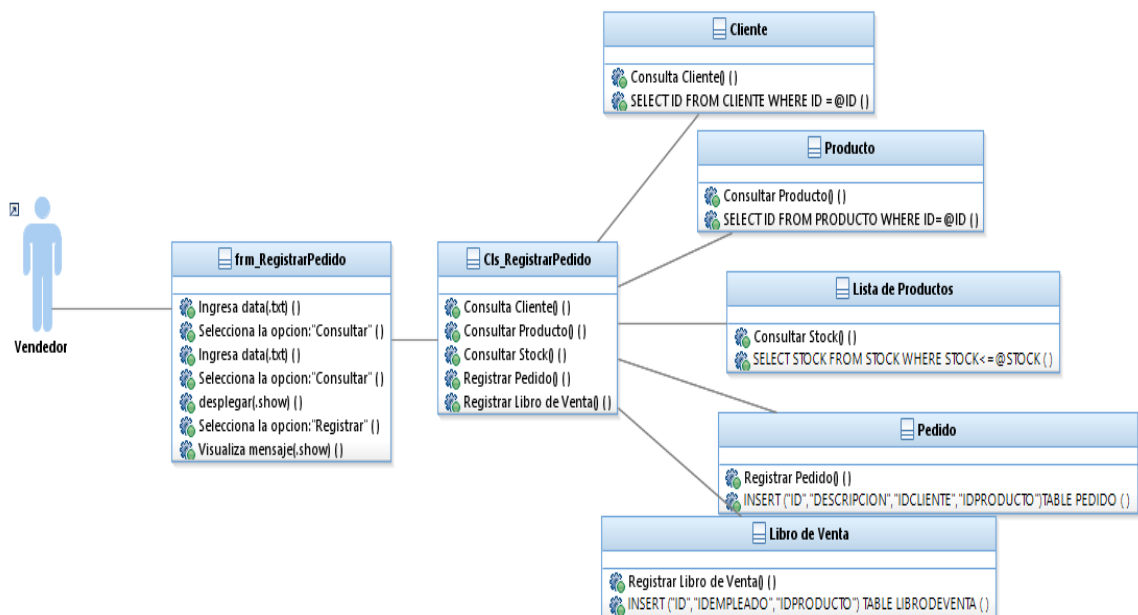 Cliente
Consulta Cliente() ()
SELECT ID FROM CLIENTE WHERE ID = @ID ()
Producto
Consultar Producto() ()
SELECT ID FROM PRODUCTO WHERE ID= @ID ()
Vendedor
frm_RegistrarPedido
Ingresa data(.txt) ()
Selecciona la opcion:"Consultar" ()
Ingresa data(.txt) ()
Selecciona la opcion:"Consultar" ()
desplegar(.show) ()
Selecciona la opcion:"Registrar" ()
Visualiza mensaje(.show) ()
Cls_RegistrarPedido
Consulta Cliente() ()
Consultar Producto() ()
Consultar Stock() ()
Registrar Pedido() ()
Registrar Libro de Venta() ()
Lista de Productos
Consultar Stock() ()
SELECT STOCK FROM STOCK WHERE STOCK<=@STOCK ()
Pedido
Registrar Pedido() ()
INSERT ("ID","DESCRIPCION","IDCLIENTE","IDPRODUCTO")TABLE PEDIDO ()
Libro de Venta
Registrar Libro de Venta() ()
INSERT ("ID","IDEMPLEADO","IDPRODUCTO") TABLE LIBRODEVENTA ()